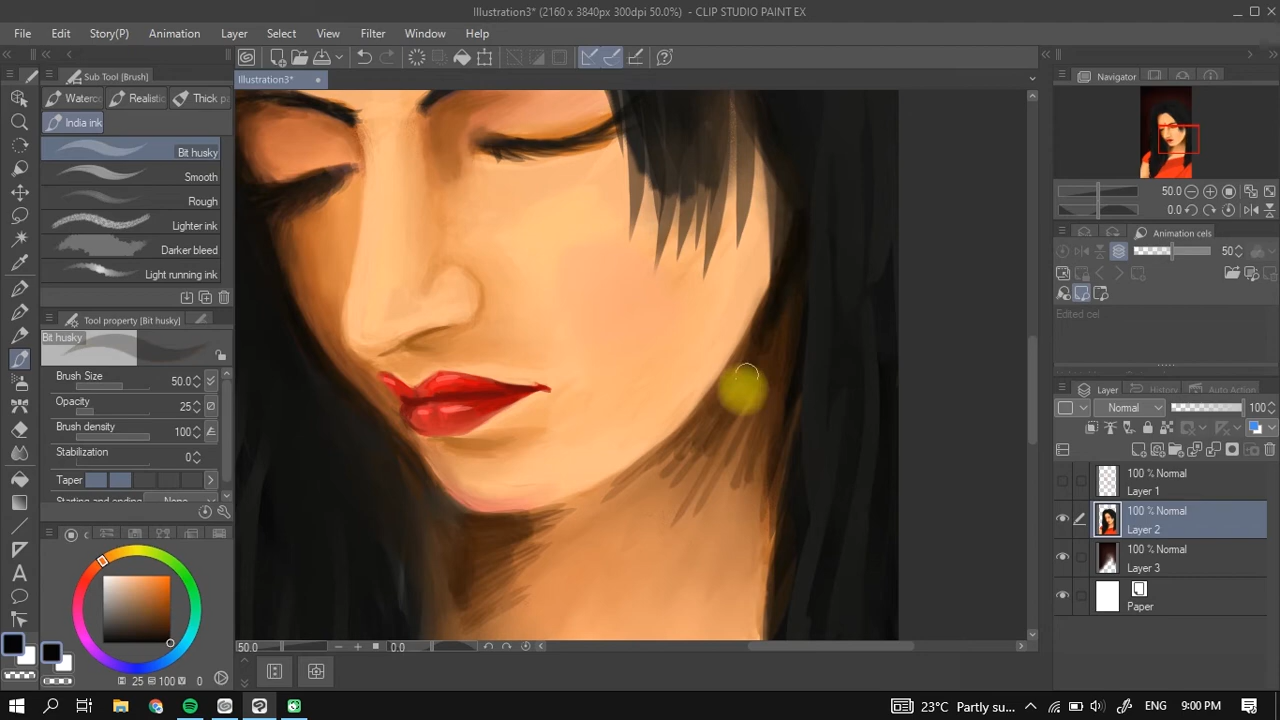 Illustration3* (2160 x 3840px 300dpi 50.0%) - CLIP STUDIO PAINT EX
File Edit Story(P) Animation Layer Select View Filter Window Help
Sub Tool [Brush]
Illustration3*
Navigator
Waterc Realistic Thick p
India ink
Bit husky
Smooth
Rough
Lighter ink
Darker bleed
Light running ink
Tool property [Bit husky]
Bit husky
Brush Size 50.0
Opacity 25
Brush density 100
Stabilization 0
Taper
Starting and ending None
25 S 100 V 0
50.0 0.0
50.0
0.0
Animation cels
50
Edited cel
Layer History Auto Action
Normal 100
100 % Normal
Layer 1
100 % Normal
Layer 2
100 % Normal
Layer 3
Paper
23°C Partly su... ENG 9:00 PM